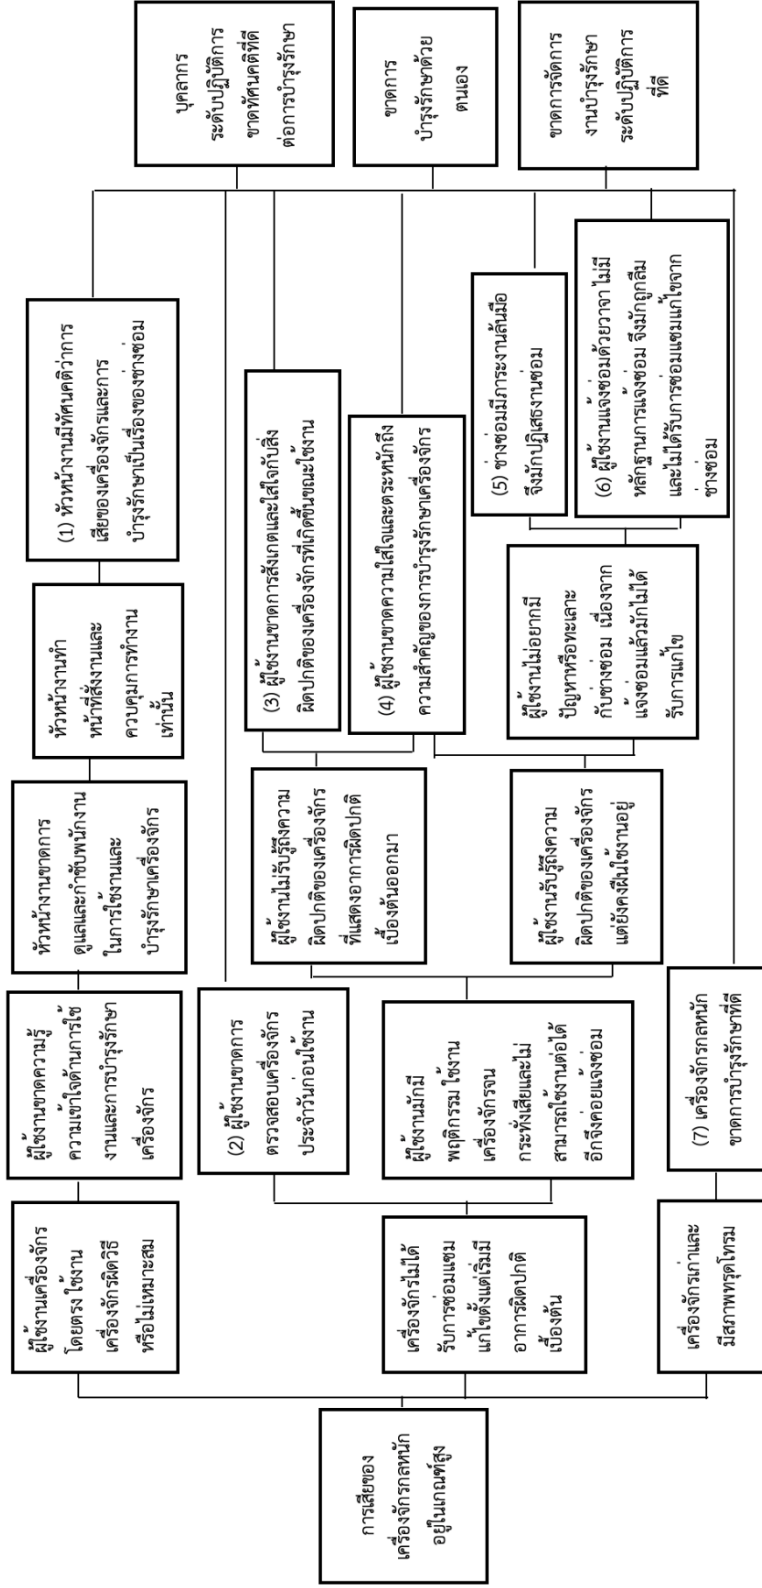 การเสียของ
เครื่องจักรกลหนัก
อยู่ในเกณฑ์สูง
ผู้ใช้งานเครื่องจักร
โดยตรง ใช้งาน
เครื่องจักรผิดวิธี
หรือไม่เหมาะสม
เครื่องจักรไม่ได้
รับการซ่อมแซม
แก้ไขตั้งแต่เริ่มมี
อาการผิดปกติ
เบื้องต้น
เครื่องจักรเก่าและ
มีสภาพทรุดโทรม
ผู้ใช้งานขาดความรู้
ความเข้าใจด้านการใช้
งานและการบำรุงรักษา
เครื่องจักร
(2) ผู้ใช้งานขาดการ
ตรวจสอบเครื่องจักร
ประจำวันก่อนใช้งาน
ผู้ใช้งานมักมี
พฤติกรรม ใช้งาน
เครื่องจักรจน
กระทั่งเสียและไม่
สามารถใช้งานต่อได้
อีกจึงค่อยแจ้งซ่อม
(7) เครื่องจักรกลหนัก
ขาดการบำรุงรักษาที่ดี
หัวหน้างานขาดการ
ดูแลและกำชับพนักงาน
ในการใช้งานและ
บำรุงรักษาเครื่องจักร
ผู้ใช้งานไม่รับรู้ถึงความ
ผิดปกติของเครื่องจักร
ที่แสดงอาการผิดปกติ
เบื้องต้นออกมา
ผู้ใช้งานรับรู้ถึงความ
ผิดปกติของเครื่องจักร
แต่ยังคงฝืนใช้งานอยู่
หัวหน้างานทำ
หน้าที่สั่งงานและ
ควบคุมการทำงาน
เท่านั้น
ผู้ใช้งานไม่อยากมี
ปัญหาหรือทะเลาะ
กับช่างซ่อม เนื่องจาก
แจ้งซ่อมแล้วมักไม่ได้
รับการแก้ไข
(1) หัวหน้างานมีทัศนคติว่าการ
เสียของเครื่องจักรและการ
บำรุงรักษาเป็นเรื่องของช่างซ่อม
(3) ผู้ใช้งานขาดการสังเกตและใส่ใจกับสิ่ง
ผิดปกติของเครื่องจักรที่เกิดขึ้นขณะใช้งาน
(4) ผู้ใช้งานขาดความใส่ใจและตระหนักถึง
ความสำคัญของการบำรุงรักษาเครื่องจักร
(5) ช่างซ่อมมีภาระงานล้นมือ
จึงมักปฏิเสธงานซ่อม
(6) ผู้ใช้งานแจ้งซ่อมด้วยวาจา ไม่มี
หลักฐานการแจ้งซ่อม จึงมักถูกลืม
และไม่ได้รับการซ่อมแซมแก้ไขจาก
ช่างซ่อม
บุคลากร
ระดับปฏิบัติการ
ขาดทัศนคติที่ดี
ต่อการบำรุงรักษา
ขาดการ
บำรุงรักษาด้วย
ตนเอง
ขาดการจัดการ
งานบำรุงรักษา
ระดับปฏิบัติการ
ที่ดี